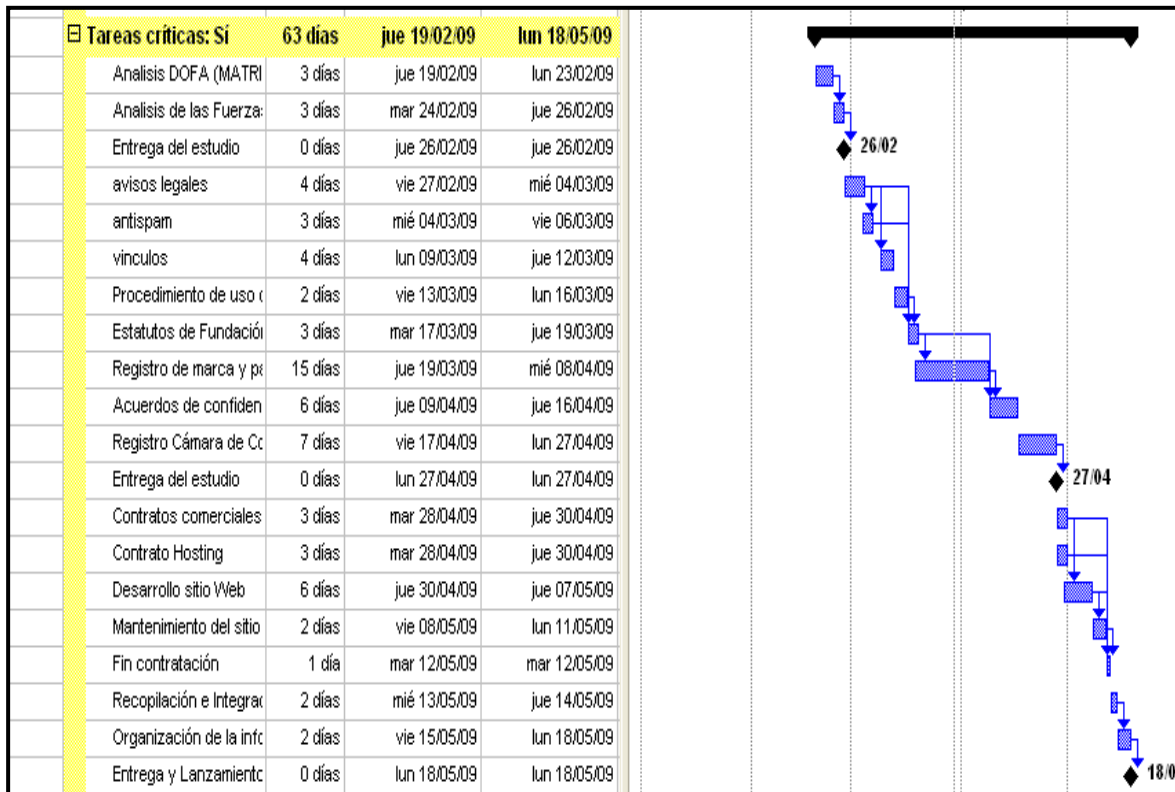 Tareas críticas: Sí 63 días jue 19/02/09 lun 18/05/09
Analisis DOFA (MATRI 3 días jue 19/02/09 lun 23/02/09
Analisis de las Fuerza 3 días mar 24/02/09 jue 26/02/09
Entrega del estudio 0 días jue 26/02/09 jue 26/02/09 26/02
avisos legales 4 días vie 27/02/09 mié 04/03/09
antispam 3 días mié 04/03/09 vie 06/03/09
vinculos 4 días lun 09/03/09 jue 12/03/09
Procedimiento de uso 2 días vie 13/03/09 lun 16/03/09
Estatutos de Fundació 3 días mar 17/03/09 jue 19/03/09
Registro de marca y pa 15 días jue 19/03/09 mié 08/04/09
Acuerdos de confiden 6 días jue 09/04/09 jue 16/04/09
Registro Cámara de Co 7 días vie 17/04/09 lun 27/04/09
Entrega del estudio 0 días lun 27/04/09 lun 27/04/09 27/04
Contratos comerciales 3 días mar 28/04/09 jue 30/04/09
Contrato Hosting 3 días mar 28/04/09 jue 30/04/09
Desarrollo sitio Web 6 días jue 30/04/09 jue 07/05/09
Mantenimiento del sitio 2 días vie 08/05/09 lun 11/05/09
Fin contratación 1 día mar 12/05/09 mar 12/05/09
Recopilación e Integrac 2 días mié 13/05/09 jue 14/05/09
Organización de la info 2 días vie 15/05/09 lun 18/05/09
Entrega y Lanzamiento 0 días lun 18/05/09 lun 18/05/09 18/0